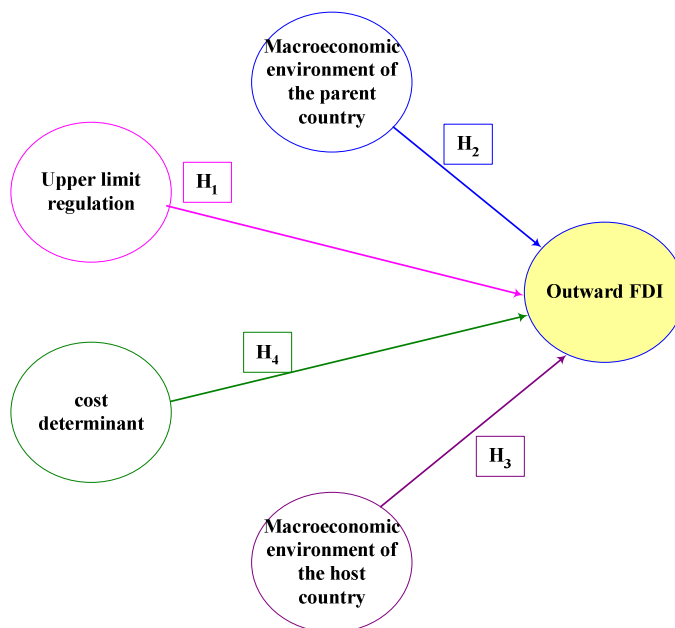 Macroeconomic
environment of
the parent
country
H2
Upper limit
regulation
H1
Outward FDI
cost
determinant
H4
H3
Macroeconomic
environment of
the host
country